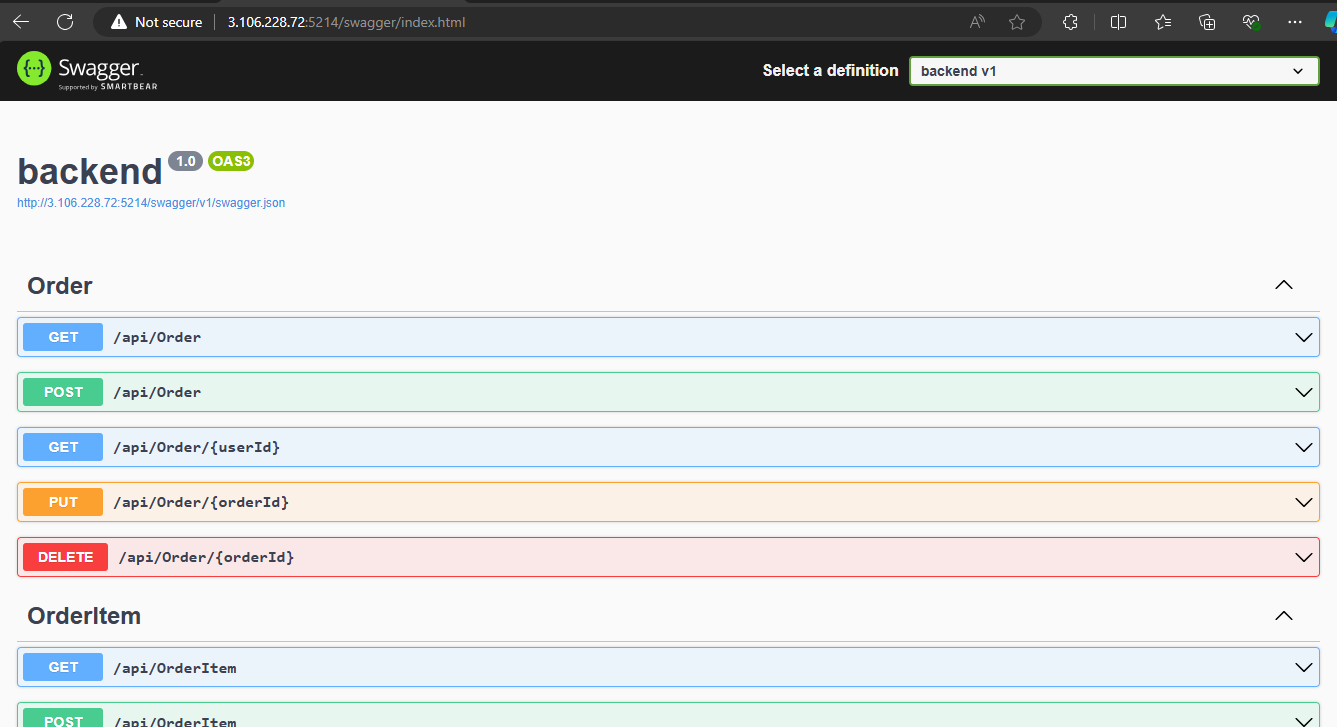 Not secure 3.106.228.72:5214/swagger/index.html
Swagger
Supported by SMARTBEAR
Select a definition backend v1
backend 1.0 OAS3
http://3.106.228.72:5214/swagger/v1/swagger.json
Order
GET /api/Order
POST /api/Order
GET /api/Order/{userId}
PUT /api/Order/{orderId}
DELETE /api/Order/{orderId}
OrderItem
GET /api/OrderItem
POST /api/OrderItem